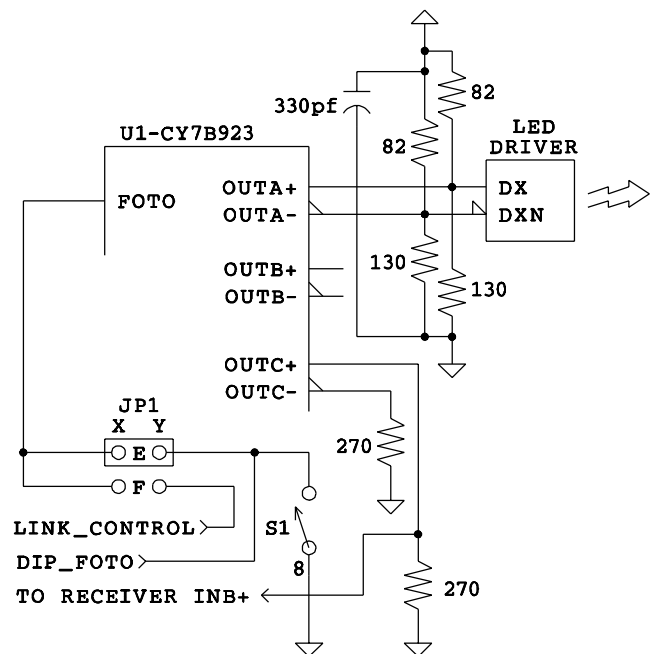 330pf
82
82
U1-CY7B923
LED
DRIVER
FOTO
OUTA+
DX
OUTA-
DXN
130
OUTB+
OUTB-
130
OUTC+
OUTC-
JP1
X Y
E
270
F
LINK_CONTROL
S1
DIP_FOTO
8
TO RECEIVER INB+
270